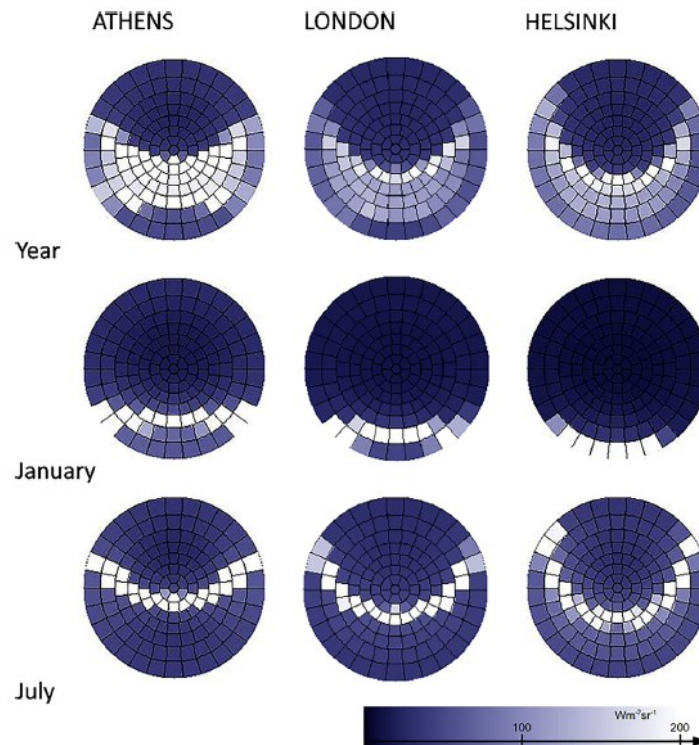 ATHENS LONDON HELSINKI
Year
January
July
Wm⁻²sr⁻¹
100 200